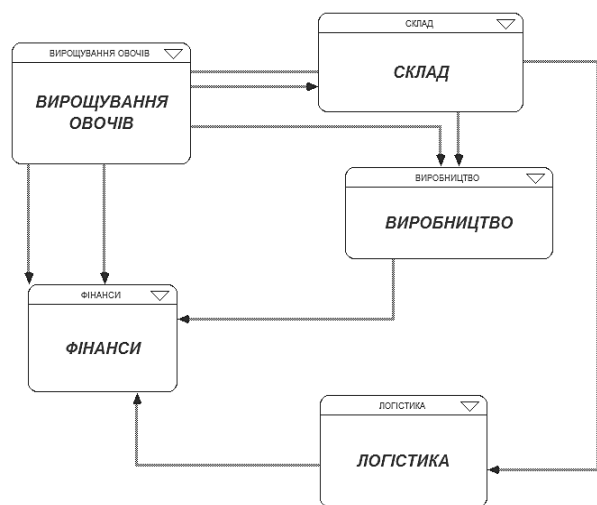 СКЛАД
СКЛАД
ВИРОЩУВАННЯ ОВОЧІВ
ВИРОЩУВАННЯ
ОВОЧІВ
ВИРОБНИЦТВО
ВИРОБНИЦТВО
ФІНАНСИ
ФІНАНСИ
ЛОГІСТИКА
ЛОГІСТИКА